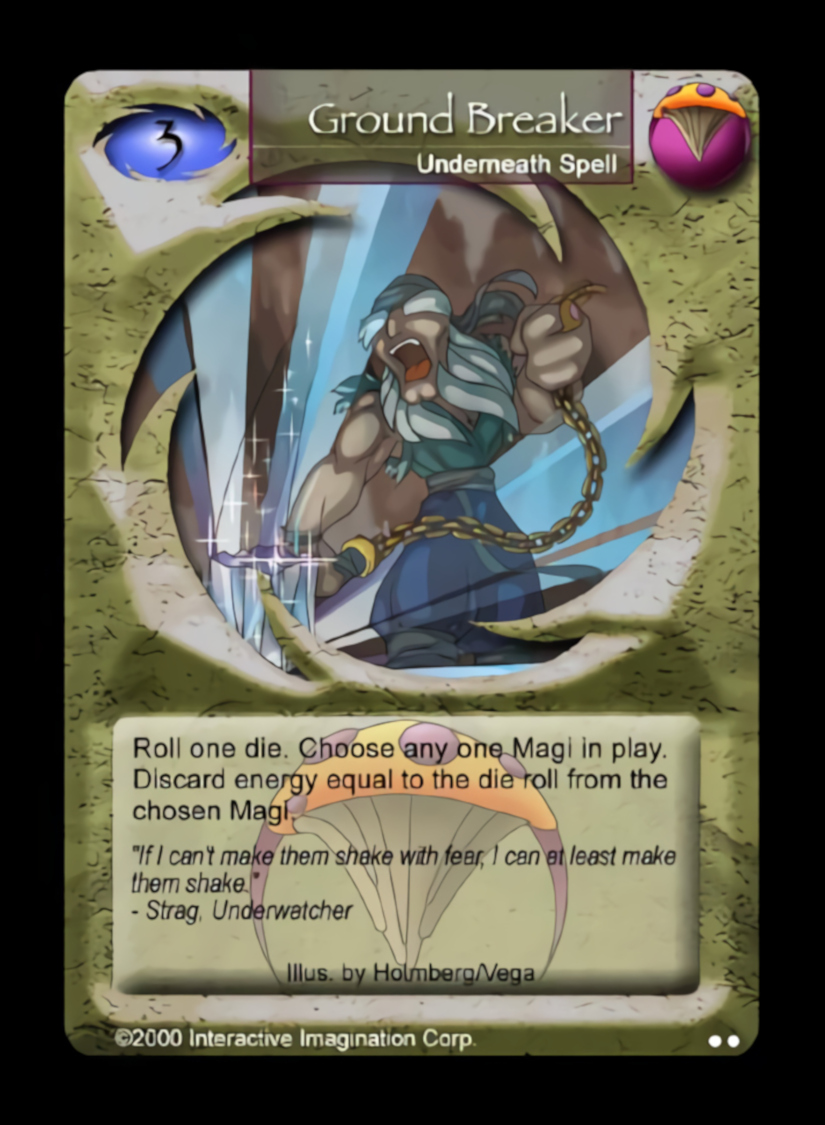 3
Ground Breaker
Underneath Spell
Roll one die. Choose any one Magi in play.
Discard energy equal to the die roll from the
chosen Magi.
"If I can't make them shake with fear, I can at least make
them shake."
- Strag, Underwatcher
Illus. by Holmberg/Vega
©2000 Interactive Imagination Corp.